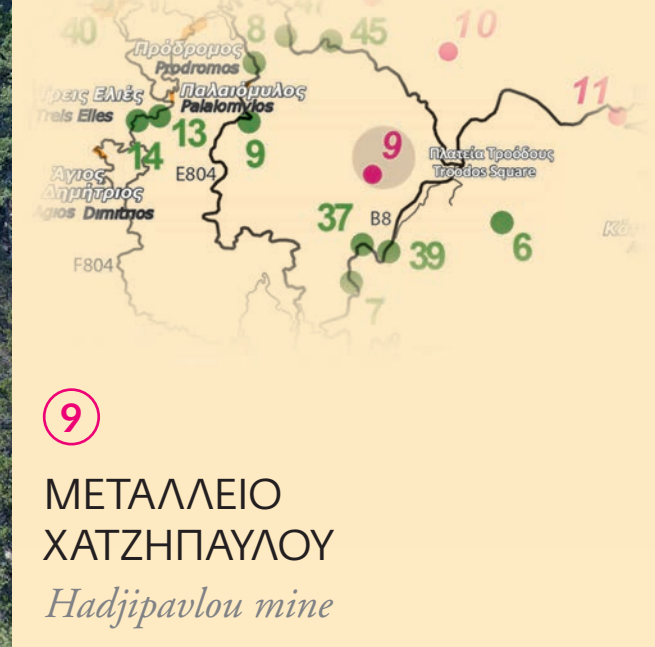 40
8
45
10
Πρόδρομος
Prodromos
Τρεις Ελιές
Παλαιόμυλος
11
Treis Elies
Palaiomylos
13
14
9
9
Πλατεία Τροόδους
Troodos Square
Άγιος
Δημήτριος
Agios Dimitrios
E804
37
B8
39
6
F804
7
9
ΜΕΤΑΛΛΕΙΟ
ΧΑΤΖΗΠΑΥΛΟΥ
Hadjipavlou mine